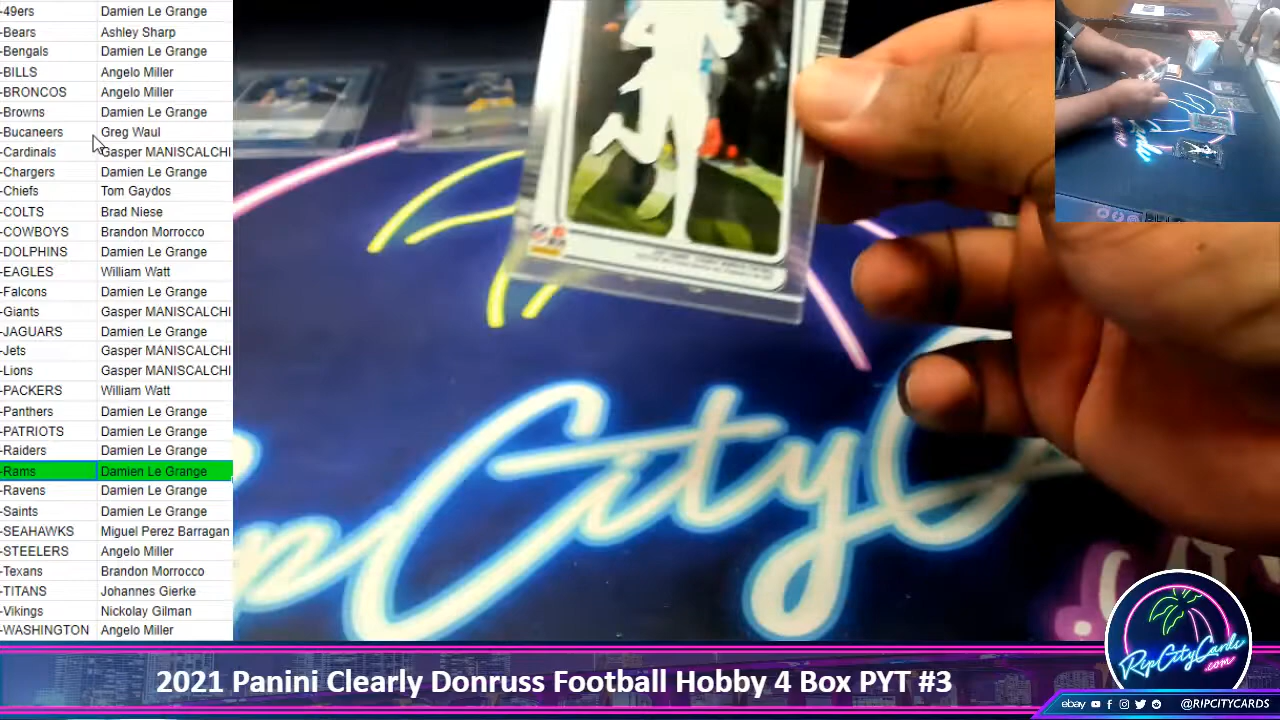 -49ers Damien Le Grange
-Bears Ashley Sharp
-Bengals Damien Le Grange
-BILLS Angelo Miller
-BRONCOS Angelo Miller
-Browns Damien Le Grange
-Bucaneers Greg Waul
-Cardinals Gasper MANISCALCHI
-Chargers Damien Le Grange
-Chiefs Tom Gaydos
-COLTS Brad Niese
-COWBOYS Brandon Morrocco
-DOLPHINS Damien Le Grange
-EAGLES William Watt
-Falcons Damien Le Grange
-Giants Gasper MANISCALCHI
-JAGUARS Damien Le Grange
-Jets Gasper MANISCALCHI
-Lions Gasper MANISCALCHI
-PACKERS William Watt
-Panthers Damien Le Grange
-PATRIOTS Damien Le Grange
-Raiders Damien Le Grange
-Rams Damien Le Grange
-Ravens Damien Le Grange
-Saints Damien Le Grange
-SEAHAWKS Miguel Perez Barragan
-STEELERS Angelo Miller
-Texans Brandon Morrocco
-TITANS Johannes Gierke
-Vikings Nickolay Gilman
-WASHINGTON Angelo Miller
City
RipCityCards
.com
2021 Panini Clearly Donruss Football Hobby 4 Box PYT #3
ebay @RIPCITYCARDS